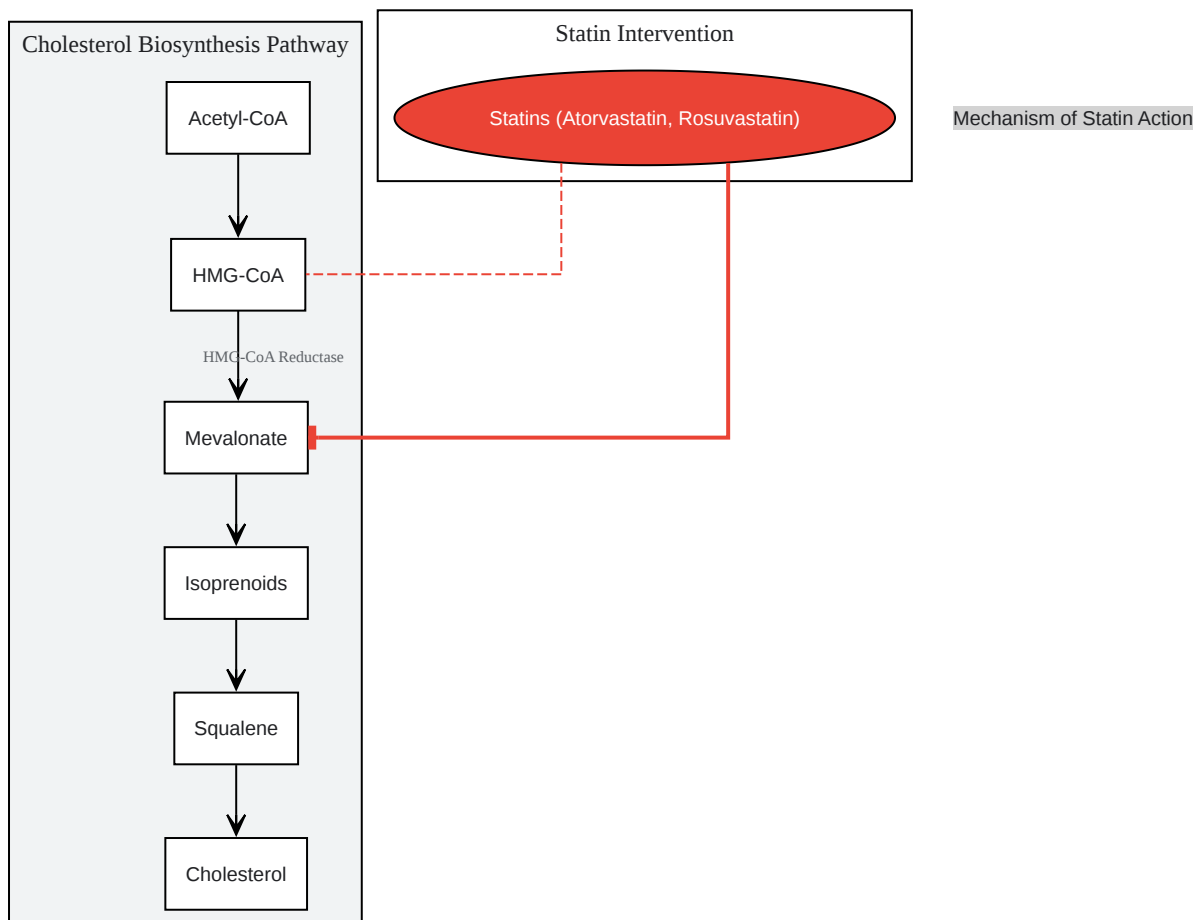 Cholesterol Biosynthesis Pathway
Acetyl-CoA
HMG-CoA
HMG-CoA Reductase
Mevalonate
Isoprenoids
Squalene
Cholesterol
Statin Intervention
Statins (Atorvastatin, Rosuvastatin)
Mechanism of Statin Action